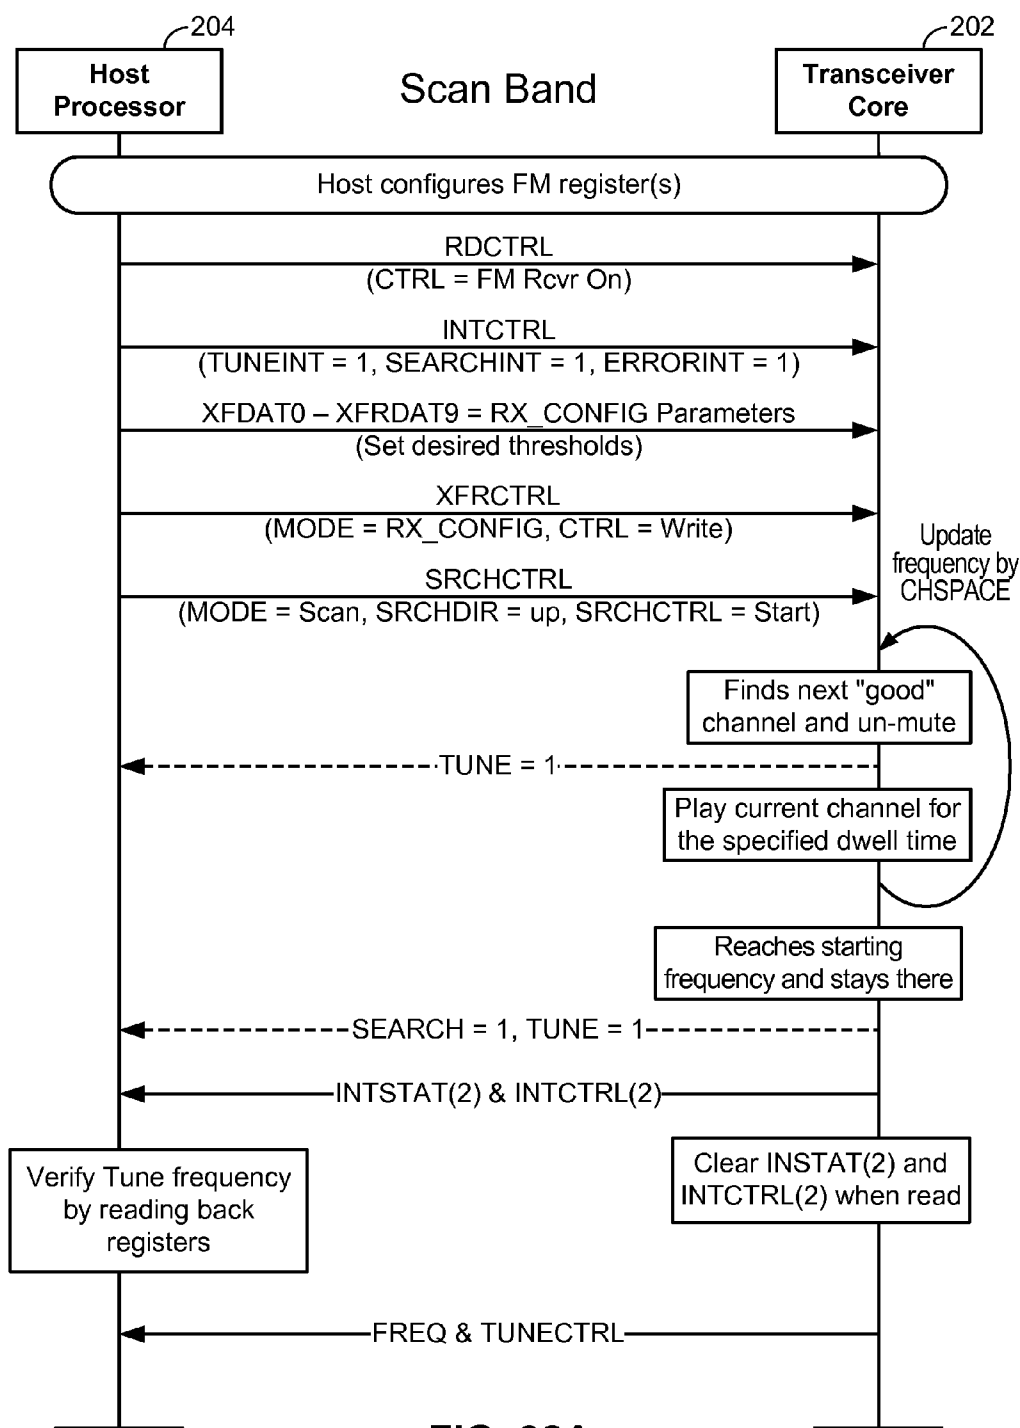 204
202
Host
Processor
Scan Band
Transceiver
Core
Host configures FM register(s)
RDCTRL
(CTRL = FM Rcvr On)
INTCTRL
(TUNEINT = 1, SEARCHINT = 1, ERRORINT = 1)
XFDAT0 – XFRDAT9 = RX_CONFIG Parameters
(Set desired thresholds)
XFRCTRL
(MODE = RX_CONFIG, CTRL = Write)
Update
frequency by
CHSPACE
SRCHCTRL
(MODE = Scan, SRCHDIR = up, SRCHCTRL = Start)
Finds next "good"
channel and un-mute
TUNE = 1
Play current channel for
the specified dwell time
Reaches starting
frequency and stays there
SEARCH = 1, TUNE = 1
INTSTAT(2) & INTCTRL(2)
Verify Tune frequency
by reading back
registers
Clear INSTAT(2) and
INTCTRL(2) when read
FREQ & TUNECTRL